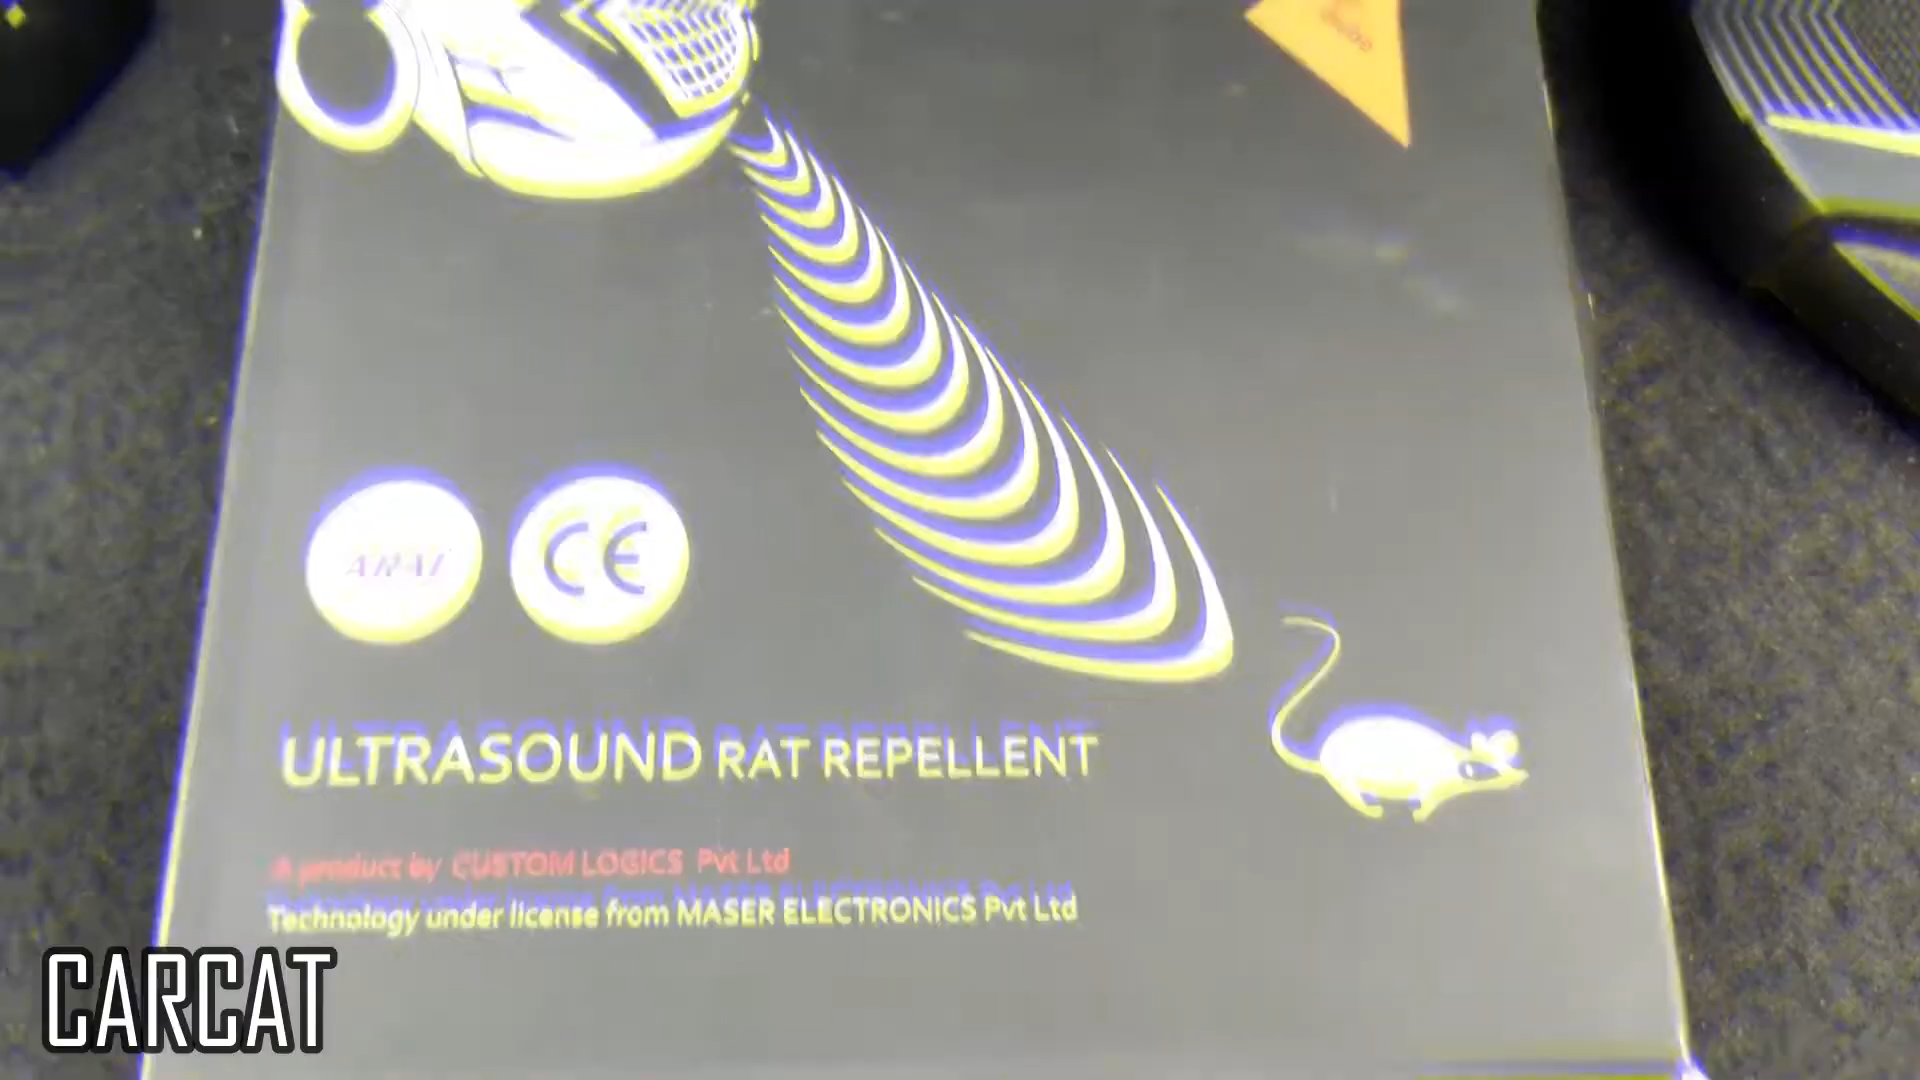 ARAI
CE
ULTRASOUND RAT REPELLENT
A product by CUSTOM LOGICS Pvt Ltd
Technology under license from MASER ELECTRONICS Pvt Ltd
CARCAT